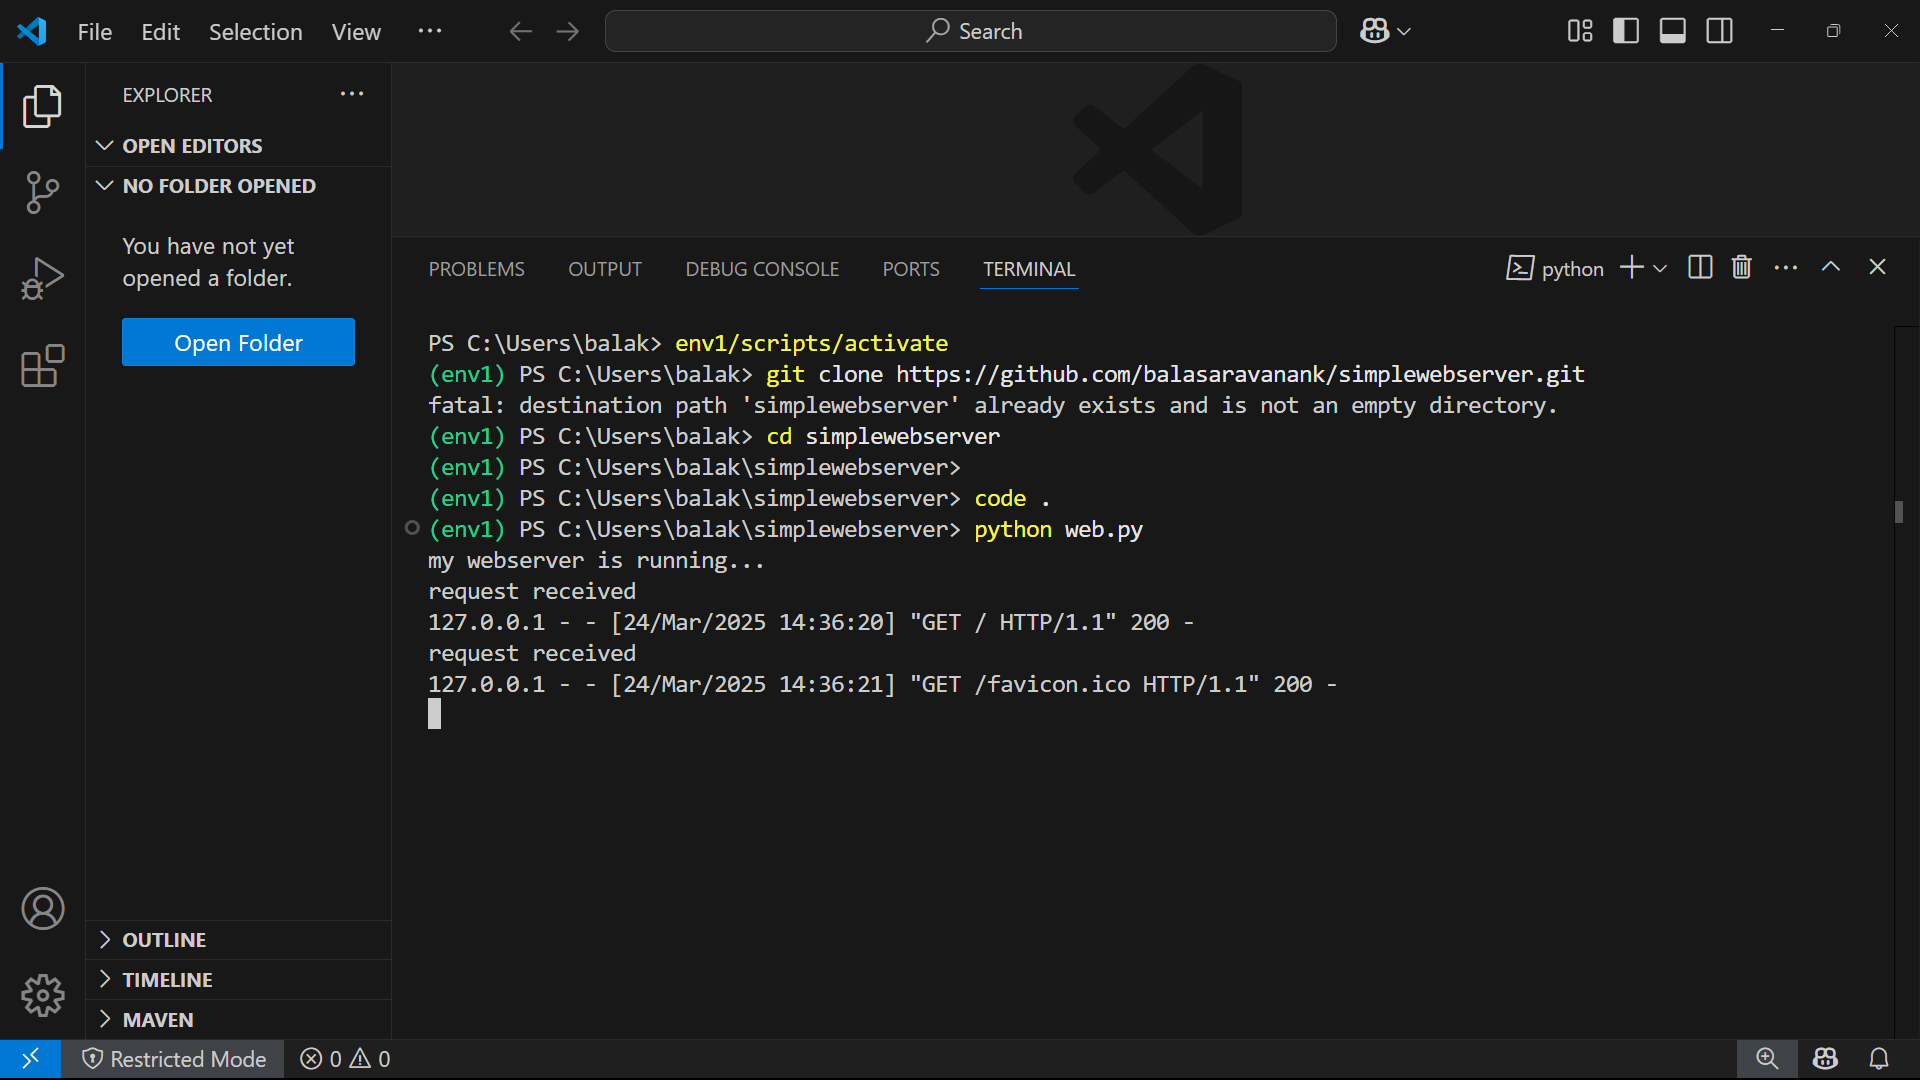 File Edit Selection View ···
Search
EXPLORER ···
OPEN EDITORS
NO FOLDER OPENED
You have not yet
opened a folder.
Open Folder
OUTLINE
TIMELINE
MAVEN
PROBLEMS OUTPUT DEBUG CONSOLE PORTS TERMINAL
python
PS C:\Users\balak> env1/scripts/activate
(env1) PS C:\Users\balak> git clone https://github.com/balasaravanank/simplewebserver.git
fatal: destination path 'simplewebserver' already exists and is not an empty directory.
(env1) PS C:\Users\balak> cd simplewebserver
(env1) PS C:\Users\balak\simplewebserver>
(env1) PS C:\Users\balak\simplewebserver> code .
(env1) PS C:\Users\balak\simplewebserver> python web.py
my webserver is running...
request received
127.0.0.1 - - [24/Mar/2025 14:36:20] "GET / HTTP/1.1" 200 -
request received
127.0.0.1 - - [24/Mar/2025 14:36:21] "GET /favicon.ico HTTP/1.1" 200 -
Restricted Mode 0 0